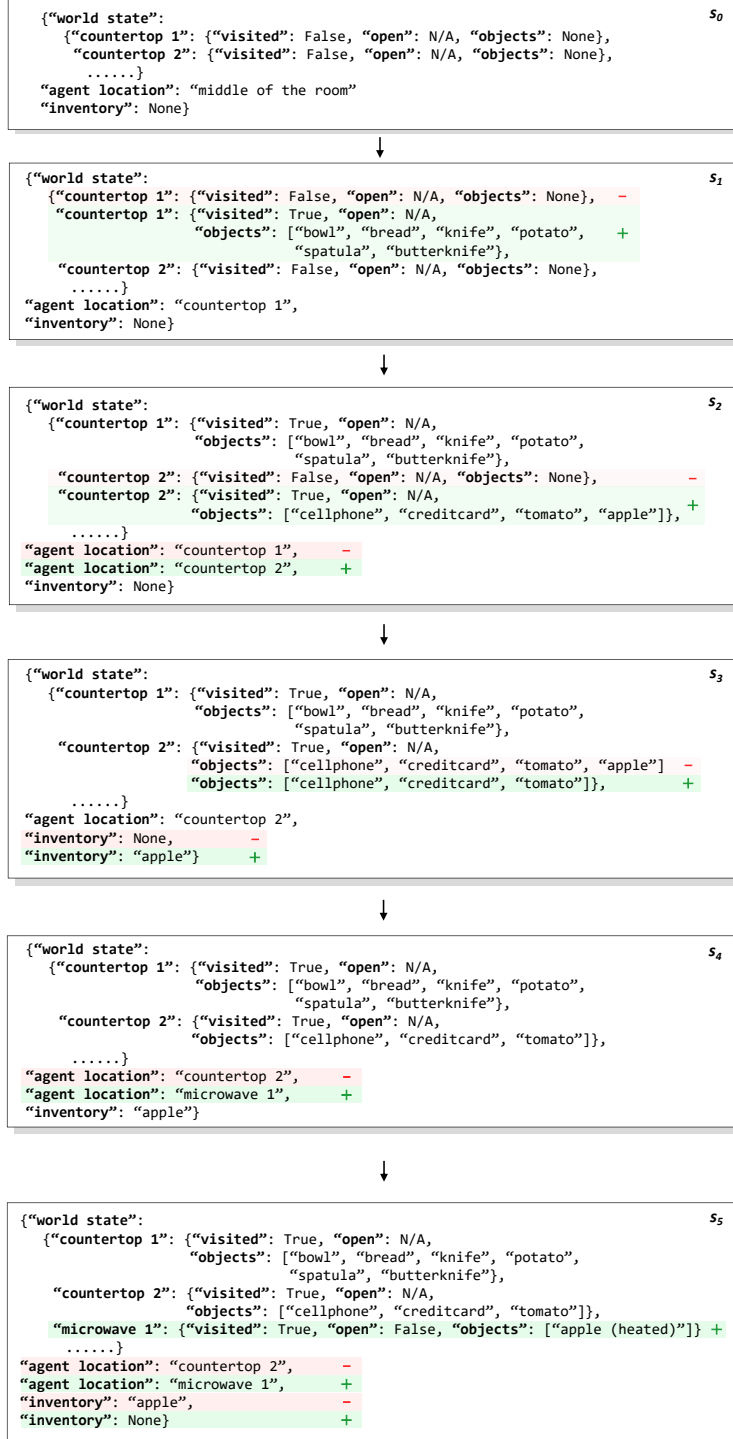 {“world state”: s0
{“countertop 1”: {“visited”: False, “open”: N/A, “objects”: None},
“countertop 2”: {“visited”: False, “open”: N/A, “objects”: None},
......}
“agent location”: “middle of the room”
“inventory”: None}
{“world state”: s1
{“countertop 1”: {“visited”: False, “open”: N/A, “objects”: None}, −
“countertop 1”: {“visited”: True, “open”: N/A,
“objects”: [“bowl”, “bread”, “knife”, “potato”, +
“spatula”, “butterknife”},
“countertop 2”: {“visited”: False, “open”: N/A, “objects”: None},
......}
“agent location”: “countertop 1”,
“inventory”: None}
{“world state”: s2
{“countertop 1”: {“visited”: True, “open”: N/A,
“objects”: [“bowl”, “bread”, “knife”, “potato”,
“spatula”, “butterknife”},
“countertop 2”: {“visited”: False, “open”: N/A, “objects”: None}, −
“countertop 2”: {“visited”: True, “open”: N/A, +
“objects”: [“cellphone”, “creditcard”, “tomato”, “apple”]},
......}
“agent location”: “countertop 1”, −
“agent location”: “countertop 2”, +
“inventory”: None}
{“world state”: s3
{“countertop 1”: {“visited”: True, “open”: N/A,
“objects”: [“bowl”, “bread”, “knife”, “potato”,
“spatula”, “butterknife”},
“countertop 2”: {“visited”: True, “open”: N/A,
“objects”: [“cellphone”, “creditcard”, “tomato”, “apple”] −
“objects”: [“cellphone”, “creditcard”, “tomato”]}, +
......}
“agent location”: “countertop 2”,
“inventory”: None, −
“inventory”: “apple”} +
{“world state”: s4
{“countertop 1”: {“visited”: True, “open”: N/A,
“objects”: [“bowl”, “bread”, “knife”, “potato”,
“spatula”, “butterknife”},
“countertop 2”: {“visited”: True, “open”: N/A,
“objects”: [“cellphone”, “creditcard”, “tomato”]},
......}
“agent location”: “countertop 2”, −
“agent location”: “microwave 1”, +
“inventory”: “apple”}
{“world state”: s5
{“countertop 1”: {“visited”: True, “open”: N/A,
“objects”: [“bowl”, “bread”, “knife”, “potato”,
“spatula”, “butterknife”},
“countertop 2”: {“visited”: True, “open”: N/A,
“objects”: [“cellphone”, “creditcard”, “tomato”]},
“microwave 1”: {“visited”: True, “open”: False, “objects”: [“apple (heated)”]} +
......}
“agent location”: “countertop 2”, −
“agent location”: “microwave 1”, +
“inventory”: “apple”, −
“inventory”: None} +